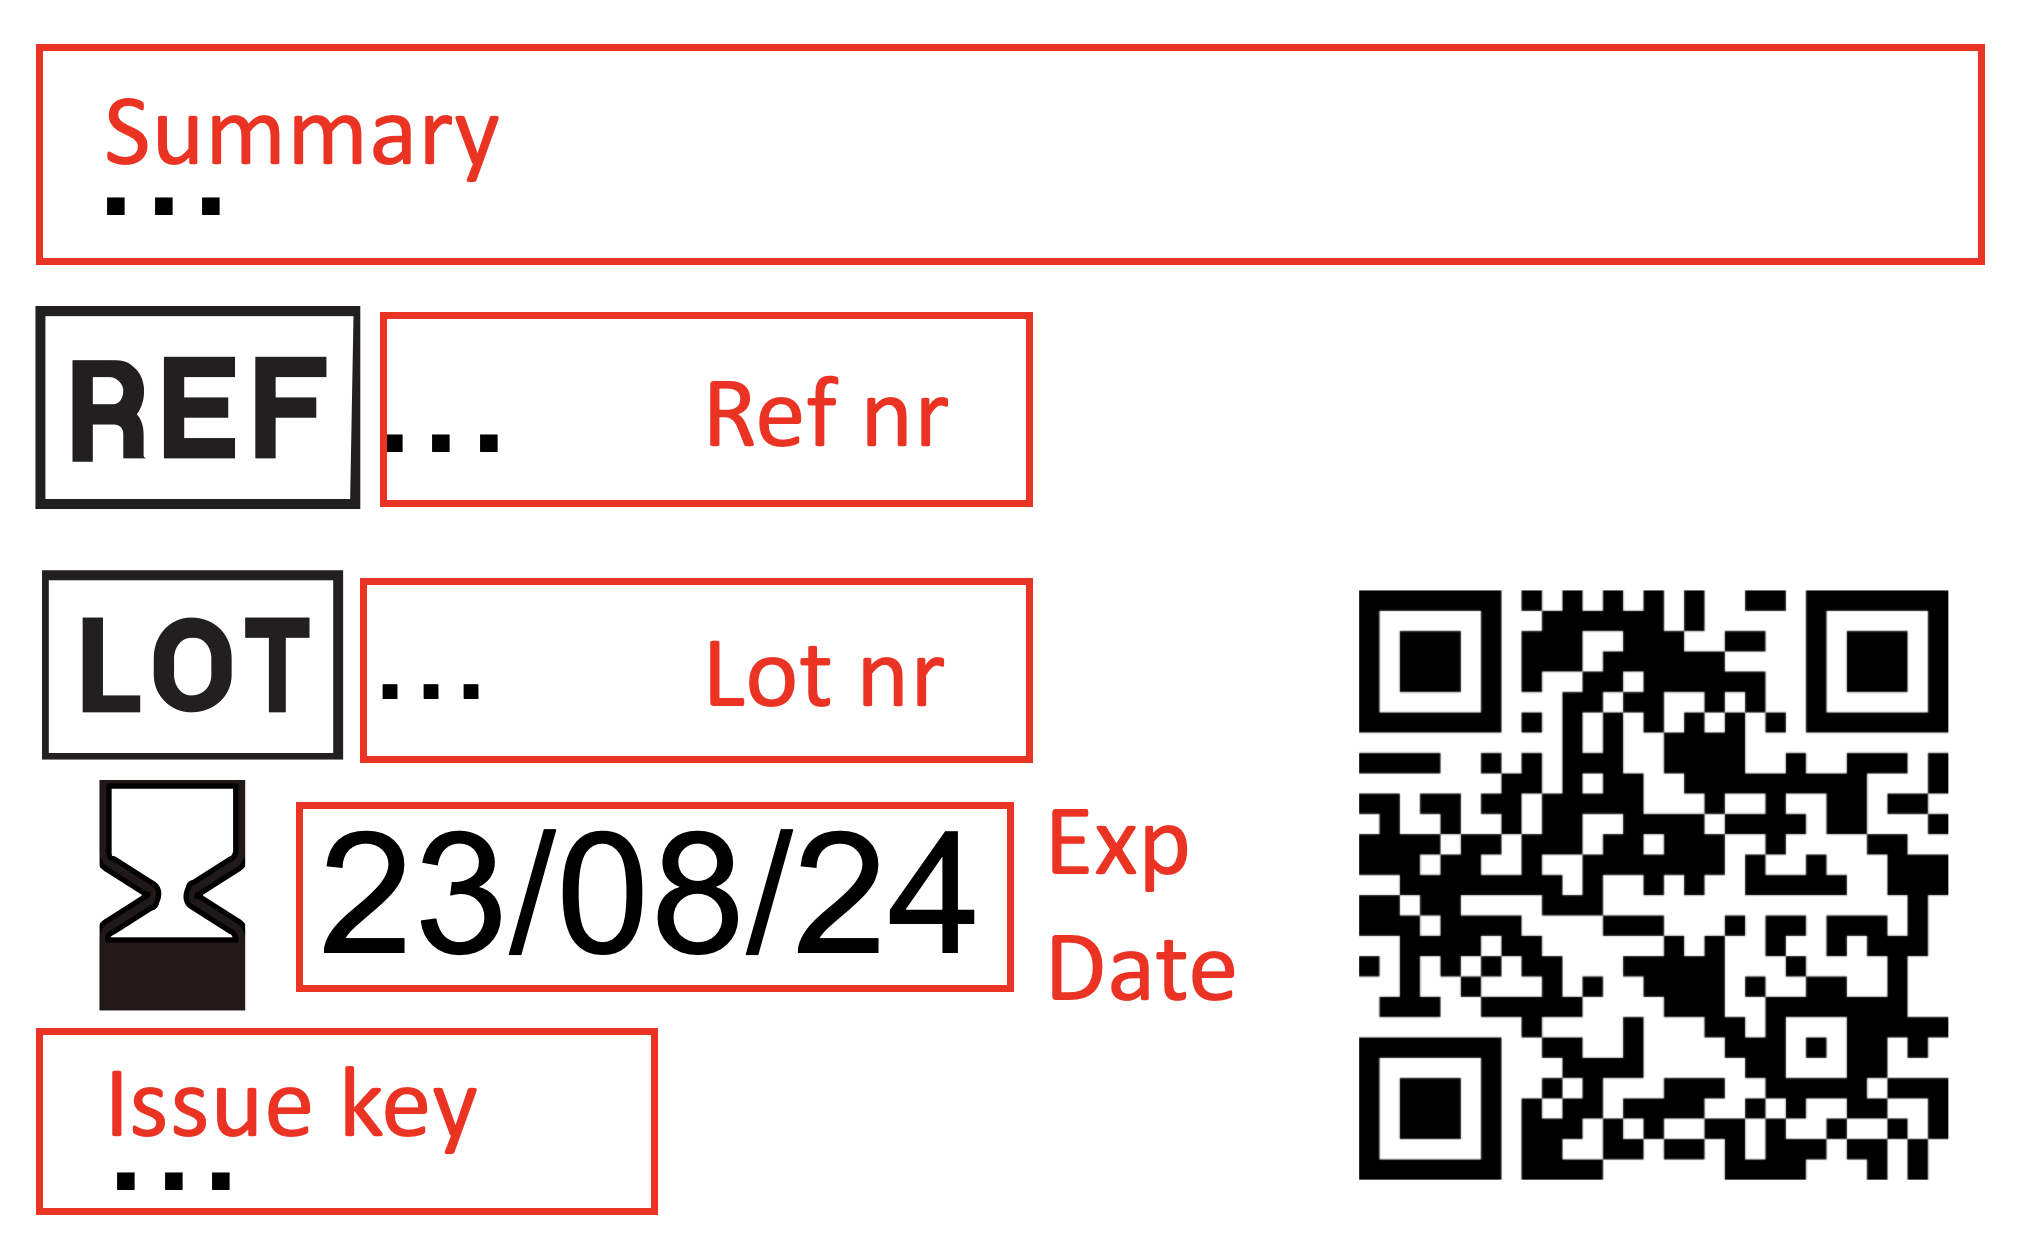 Summary
...
REF ... Ref nr
LOT ... Lot nr
23/08/24 Exp Date
Issue key
...